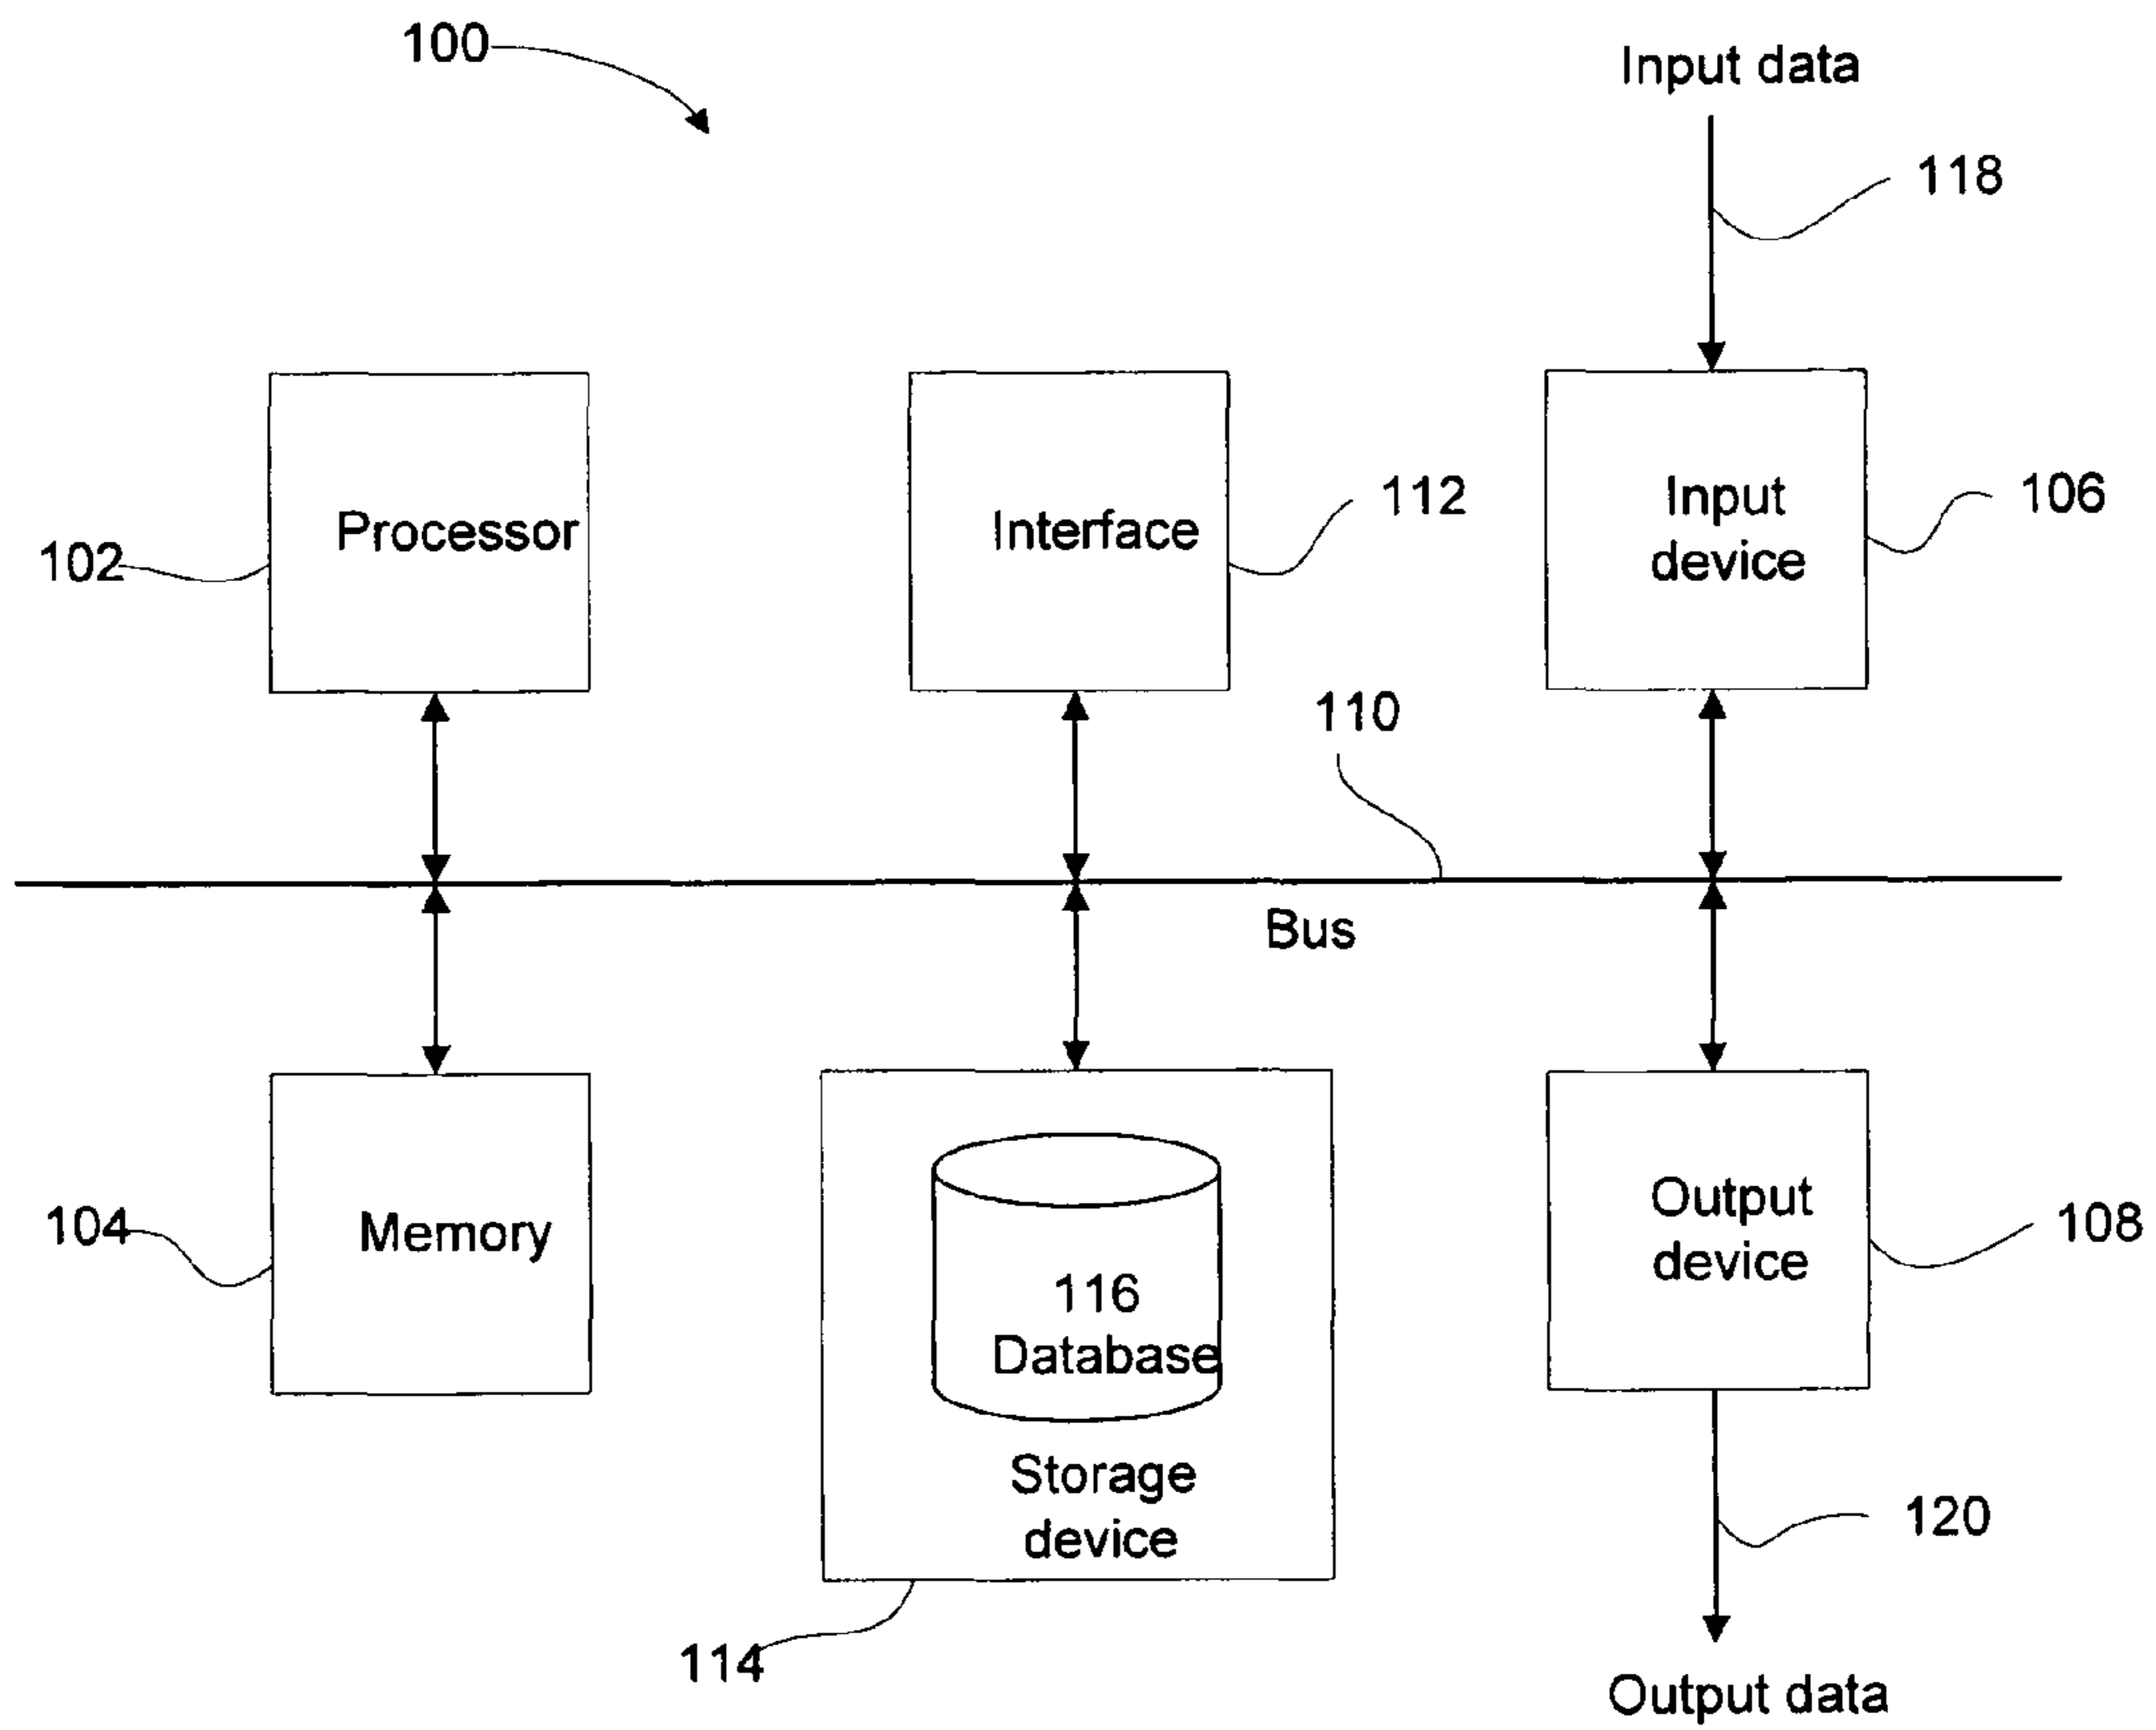 100
Input data
118
Processor
102
Interface
112
Input
device
106
110
Bus
Memory
104
116
Database
Storage
device
114
Output
device
108
120
Output data